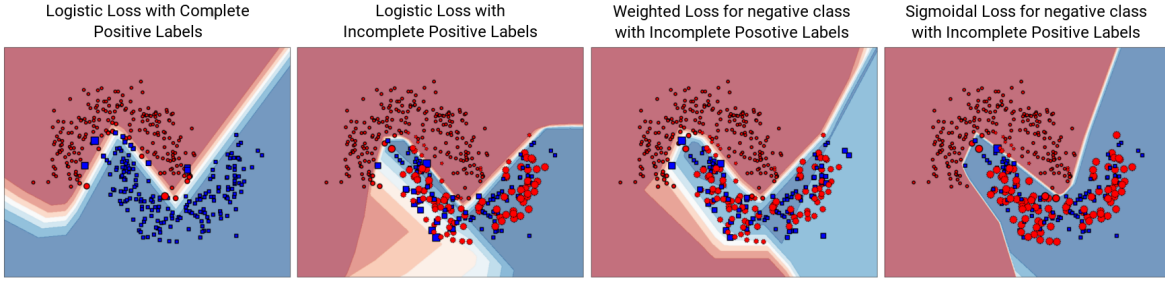 Logistic Loss with Complete
Positive Labels
Logistic Loss with
Incomplete Positive Labels
Weighted Loss for negative class
with Incomplete Posotive Labels
Sigmoidal Loss for negative class
with Incomplete Positive Labels